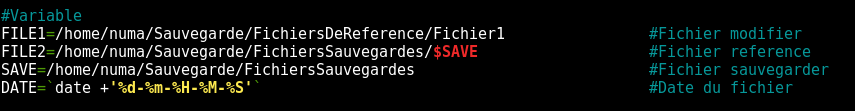 #Variable
FILE1=/home/numa/Sauvegarde/FichiersDeReference/Fichier1 #Fichier modifier
FILE2=/home/numa/Sauvegarde/FichiersSauvegardes/$SAVE #Fichier reference
SAVE=/home/numa/Sauvegarde/FichiersSauvegardes #Fichier sauvegarder
DATE=`date +'%d-%m-%H-%M-%S'` #Date du fichier